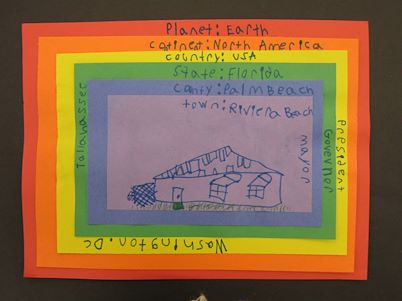 Planet: Earth
continent: North America
country: USA
State: Florida
county: Palm Beach
town: Riviera Beach
Tallahassee
mayor
Govenor
President
Washington, DC